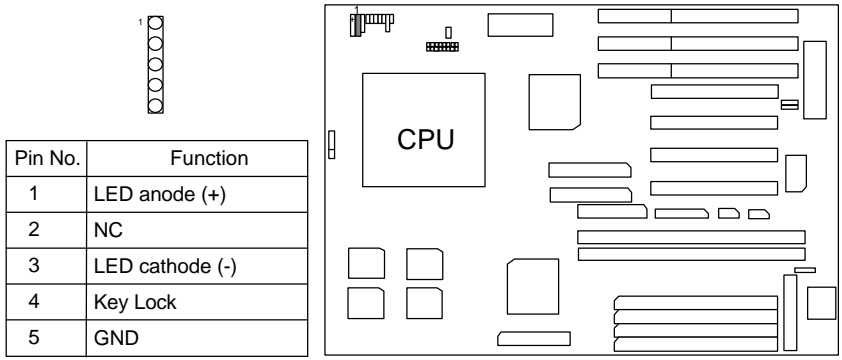 1
Pin No. Function
1 LED anode (+)
2 NC
3 LED cathode (-)
4 Key Lock
5 GND
1
+
CPU